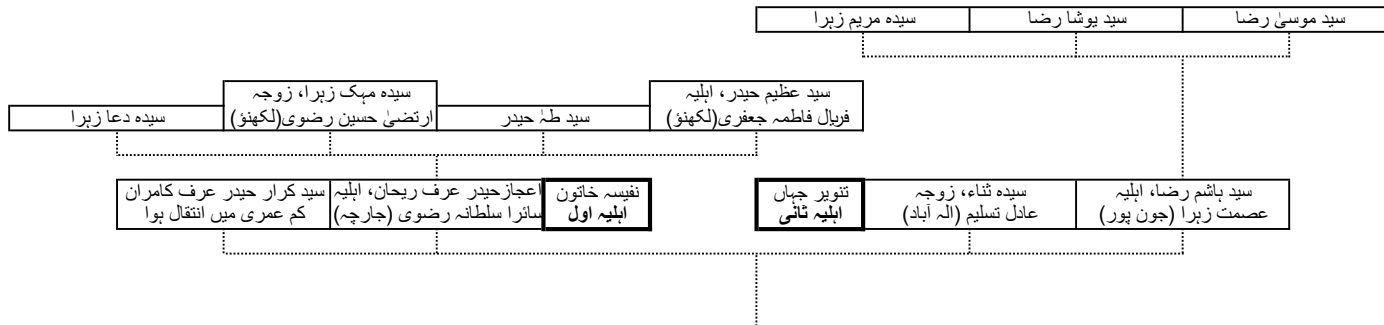 سید موسیٰ رضا
سید یوشا رضا
سیدہ مریم زہرا
سید عظیم حیدر، اہلیہ
فریال فاطمہ جعفری(لکھنؤ)
سید طہٰ حیدر
سیدہ مہک زہرا، زوجہ
ارتضیٰ حسین رضوی(لکھنؤ)
سیدہ دعا زہرا
سید ہاشم رضا، اہلیہ
عصمت زہرا (جون پور)
سیدہ ثناء، زوجہ
عادل تسلیم (الہ آباد)
تنویر جہاں
اہلیہ ثانی
نفیسہ خاتون
اہلیہ اول
اعجازحیدر عرف ریحان، اہلیہ
سائرا سلطانہ رضوی (جارچہ)
سید کرار حیدر عرف کامران
کم عمری میں انتقال ہوا